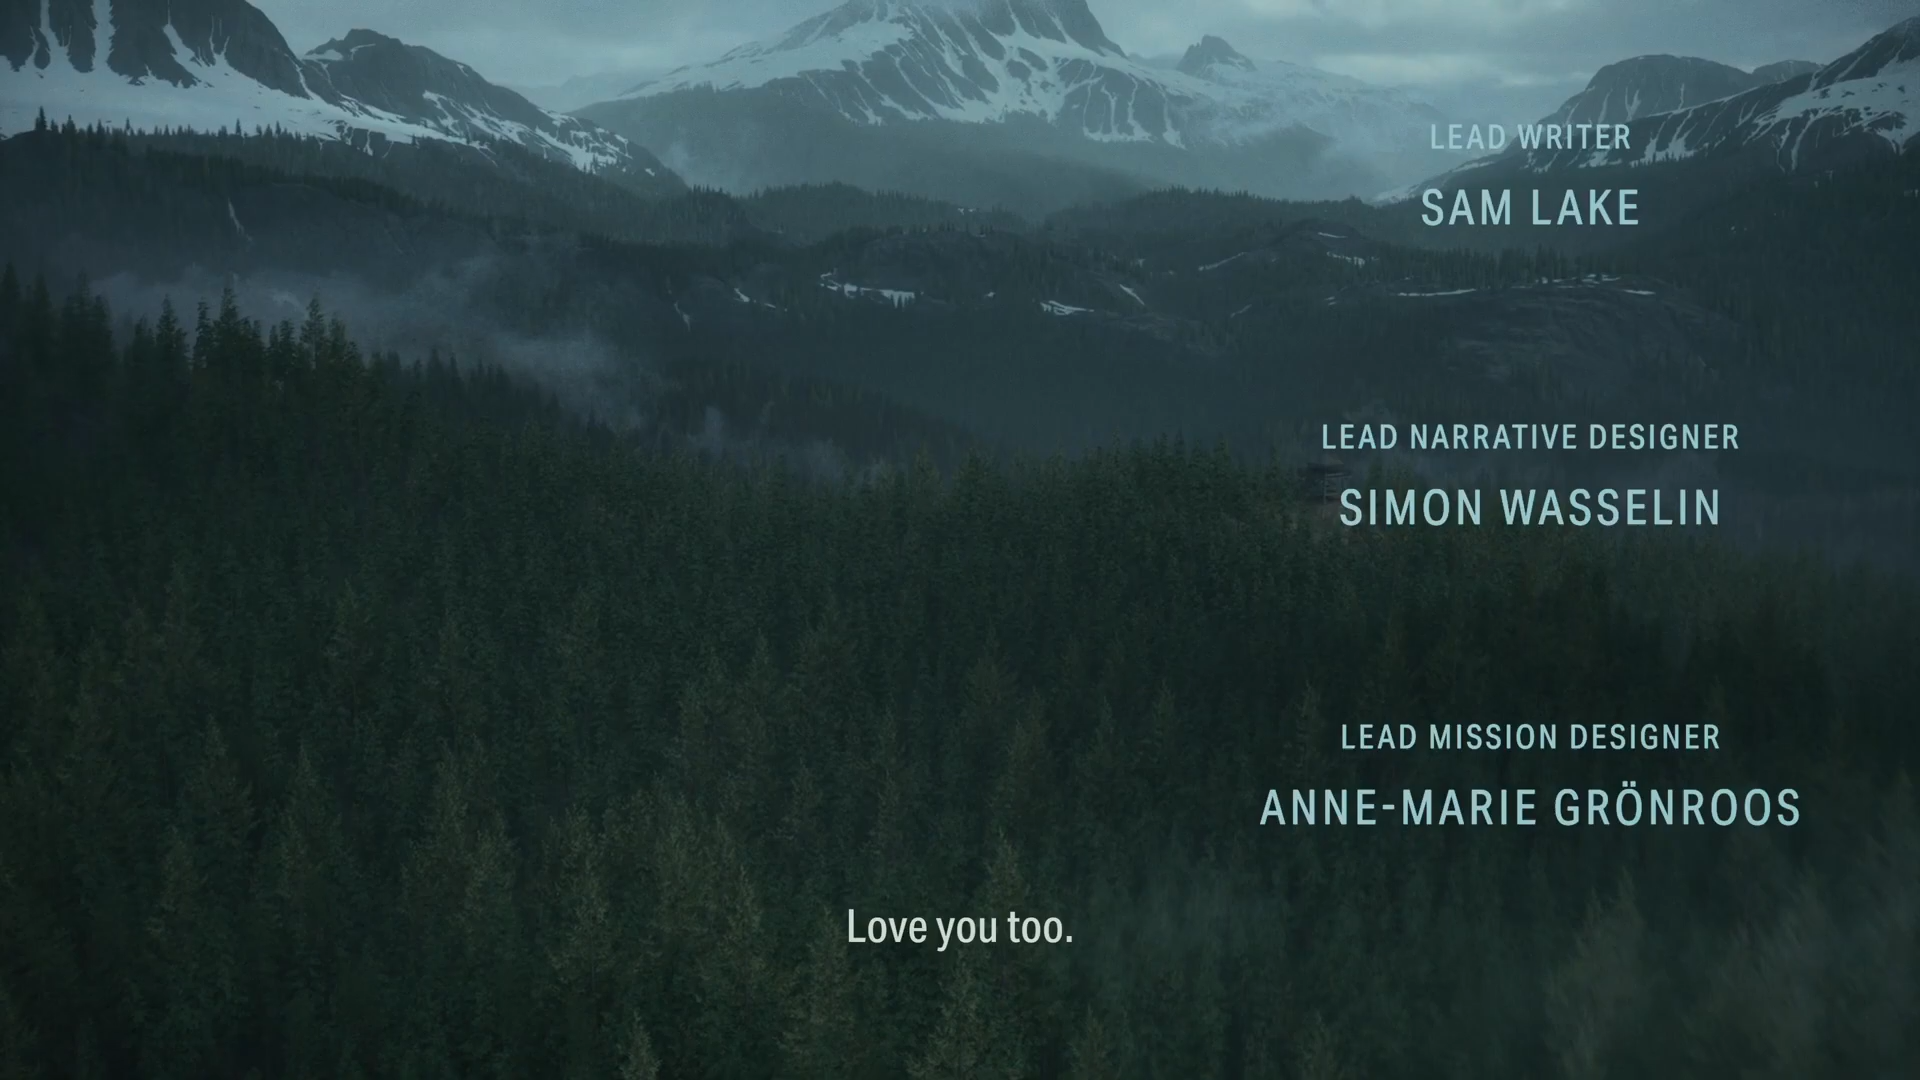 LEAD WRITER
SAM LAKE
LEAD NARRATIVE DESIGNER
SIMON WASSELIN
LEAD MISSION DESIGNER
ANNE-MARIE GRÖNROOS
Love you too.